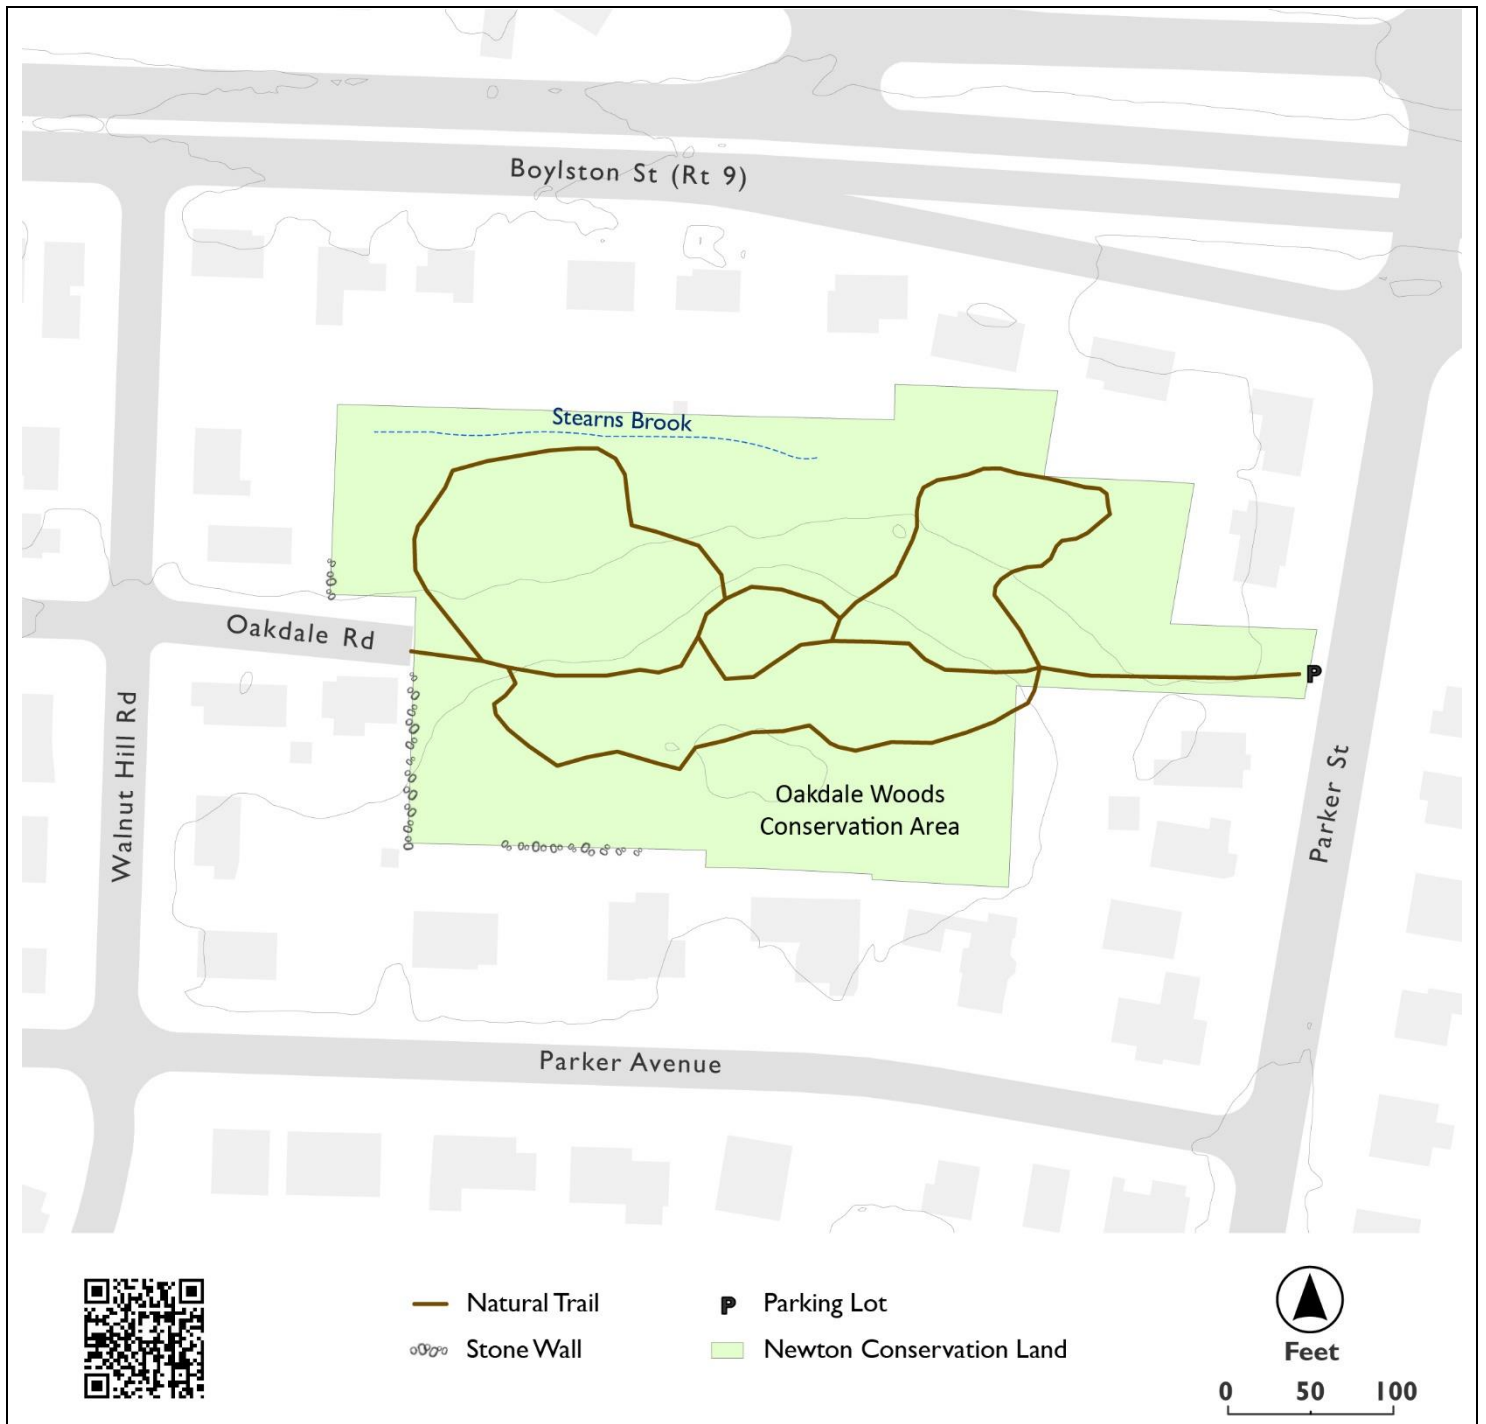 Boylston St (Rt 9)
Stearns Brook
Oakdale Rd
P
Walnut Hill Rd
Oakdale Woods
Conservation Area
Parker St
Parker Avenue
Natural Trail
P Parking Lot
Stone Wall
Newton Conservation Land
Feet
0 50 100